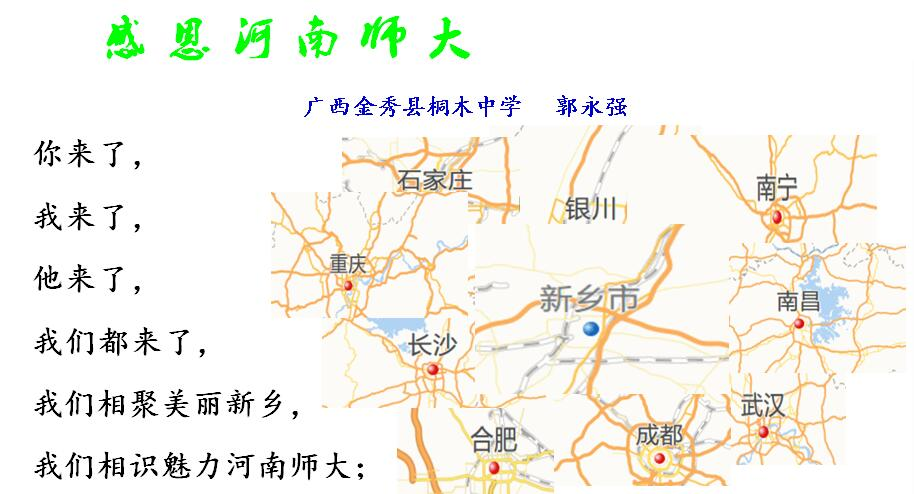 感恩河南师大
广西金秀县桐木中学 郭永强
你来了，
我来了，
他来了，
我们都来了，
我们相聚美丽新乡，
我们相识魅力河南师大；
石家庄
银川
南宁
重庆
新乡市
南昌
长沙
武汉
合肥
成都